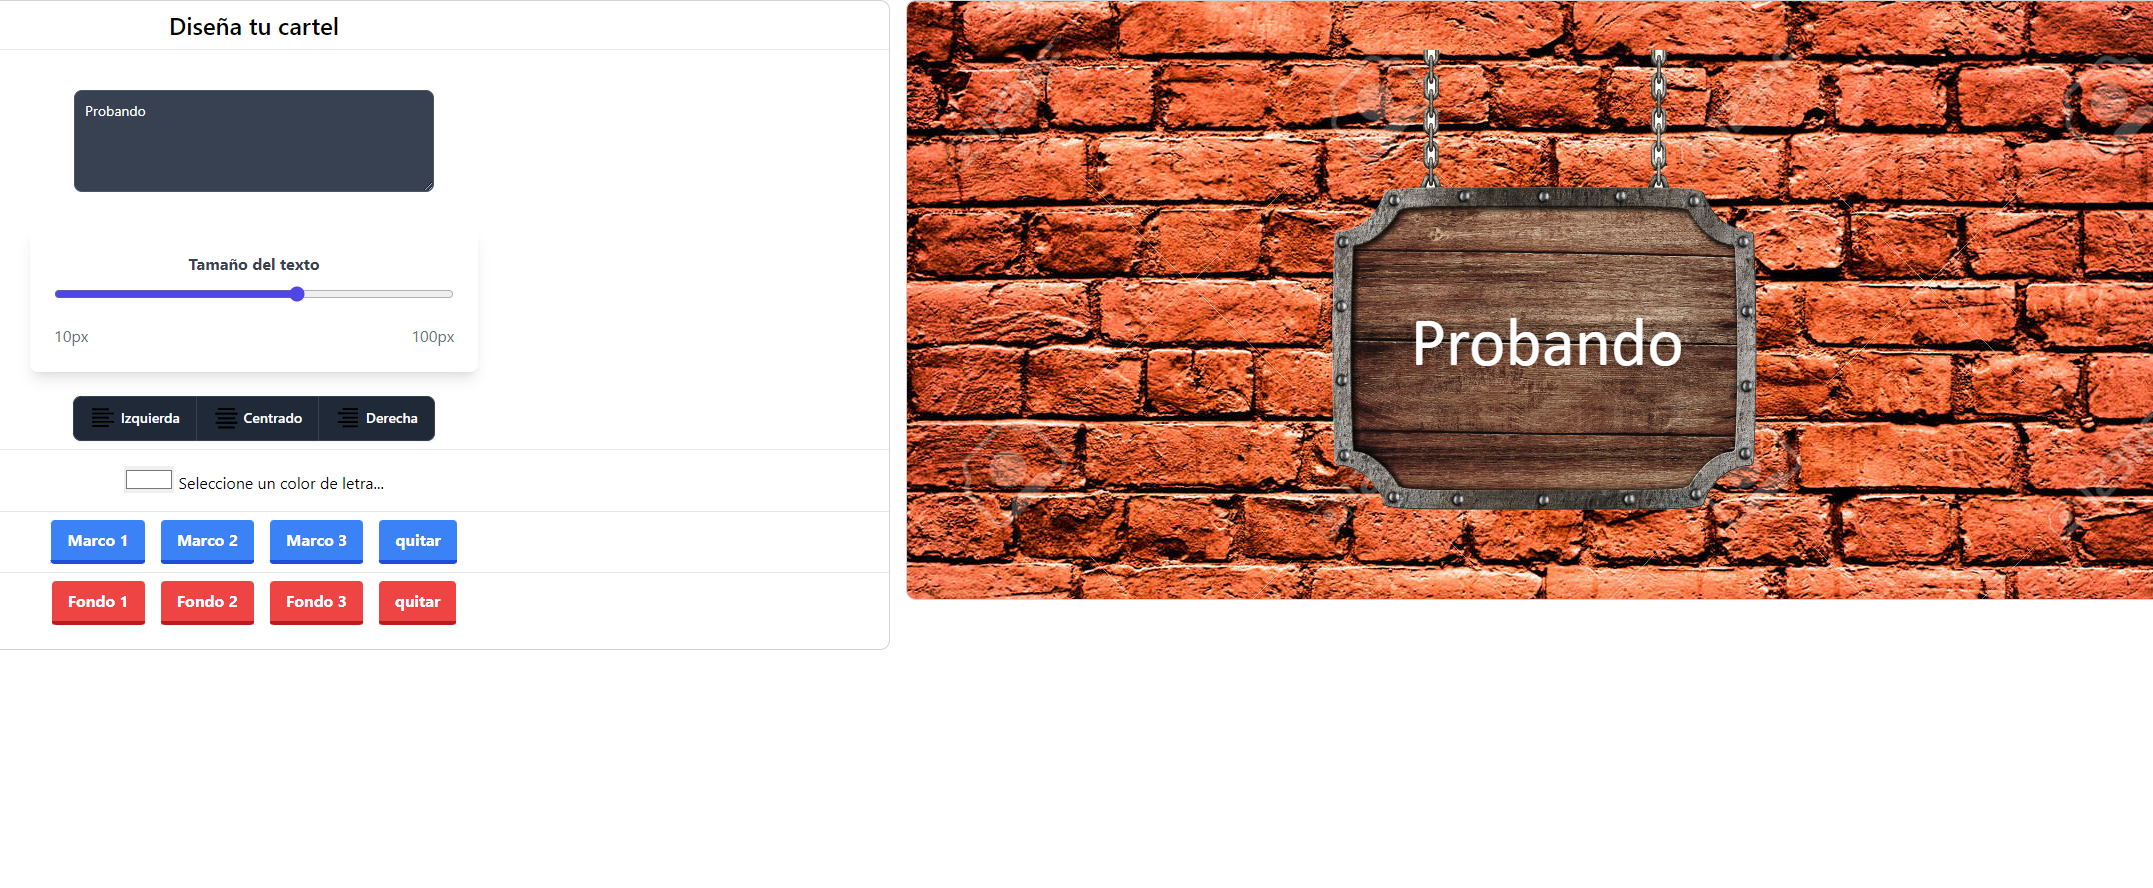 Diseña tu cartel
Probando
Tamaño del texto
10px 100px
Izquierda Centrado Derecha
Seleccione un color de letra...
Marco 1 Marco 2 Marco 3 quitar
Fondo 1 Fondo 2 Fondo 3 quitar
Probando